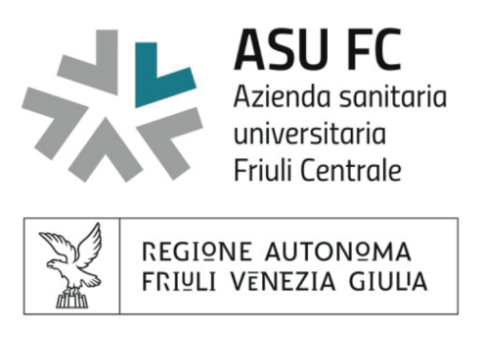 ASU FC
Azienda sanitaria
universitaria
Friuli Centrale
REGIONE AUTONOMA
FRIULI VENEZIA GIULIA